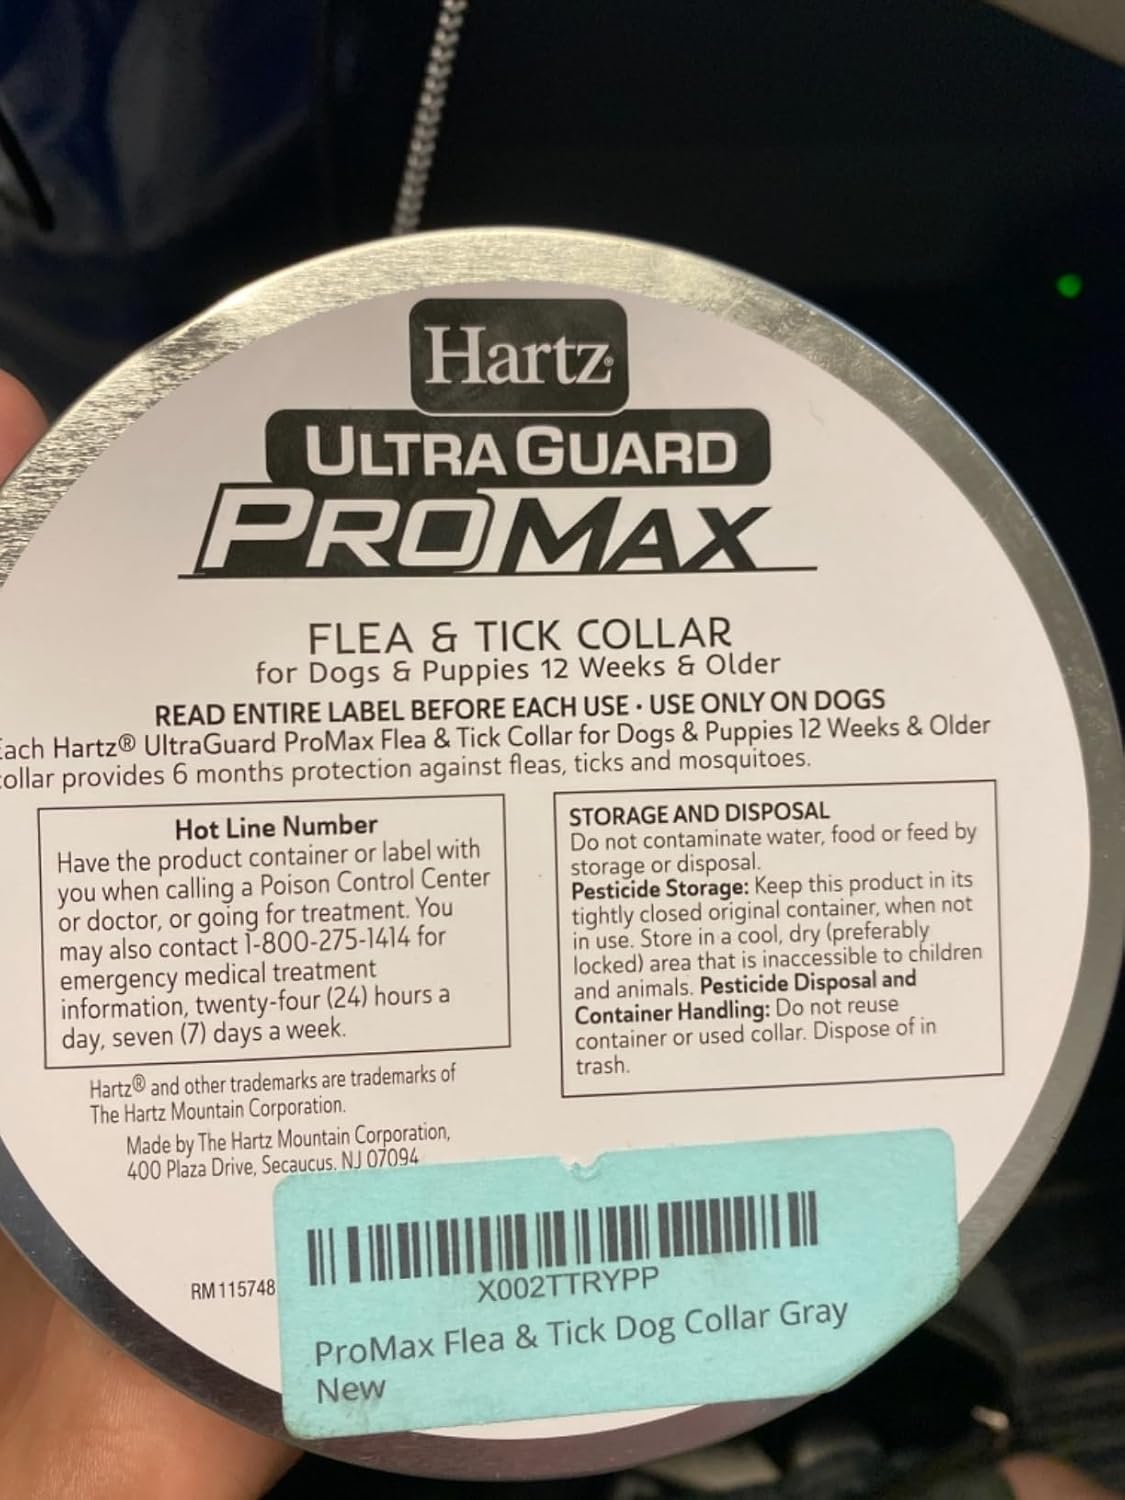 Hartz®
ULTRA GUARD
PROMAX
FLEA & TICK COLLAR
for Dogs & Puppies 12 Weeks & Older
READ ENTIRE LABEL BEFORE EACH USE • USE ONLY ON DOGS
Each Hartz® UltraGuard ProMax Flea & Tick Collar for Dogs & Puppies 12 Weeks & Older
collar provides 6 months protection against fleas, ticks and mosquitoes.
Hot Line Number
Have the product container or label with
you when calling a Poison Control Center
or doctor, or going for treatment. You
may also contact 1-800-275-1414 for
emergency medical treatment
information, twenty-four (24) hours a
day, seven (7) days a week.
Hartz® and other trademarks are trademarks of
The Hartz Mountain Corporation.
Made by The Hartz Mountain Corporation,
400 Plaza Drive, Secaucus, NJ 07094
STORAGE AND DISPOSAL
Do not contaminate water, food or feed by
storage or disposal.
Pesticide Storage: Keep this product in its
tightly closed original container, when not
in use. Store in a cool, dry (preferably
locked) area that is inaccessible to children
and animals. Pesticide Disposal and
Container Handling: Do not reuse
container or used collar. Dispose of in
trash.
RM115748
X002TTRYPP
ProMax Flea & Tick Dog Collar Gray
New